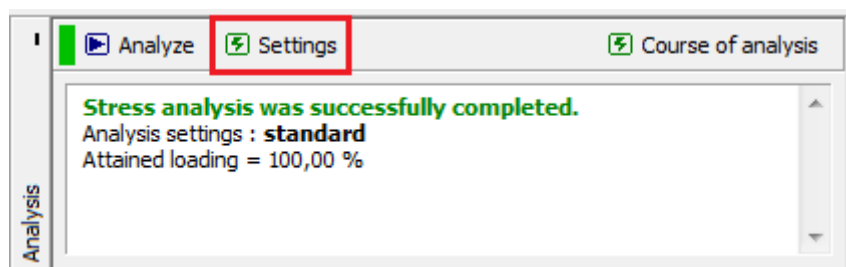 Analyze Settings Course of analysis
Stress analysis was successfully completed.
Analysis settings : standard
Attained loading = 100,00 %
Analysis